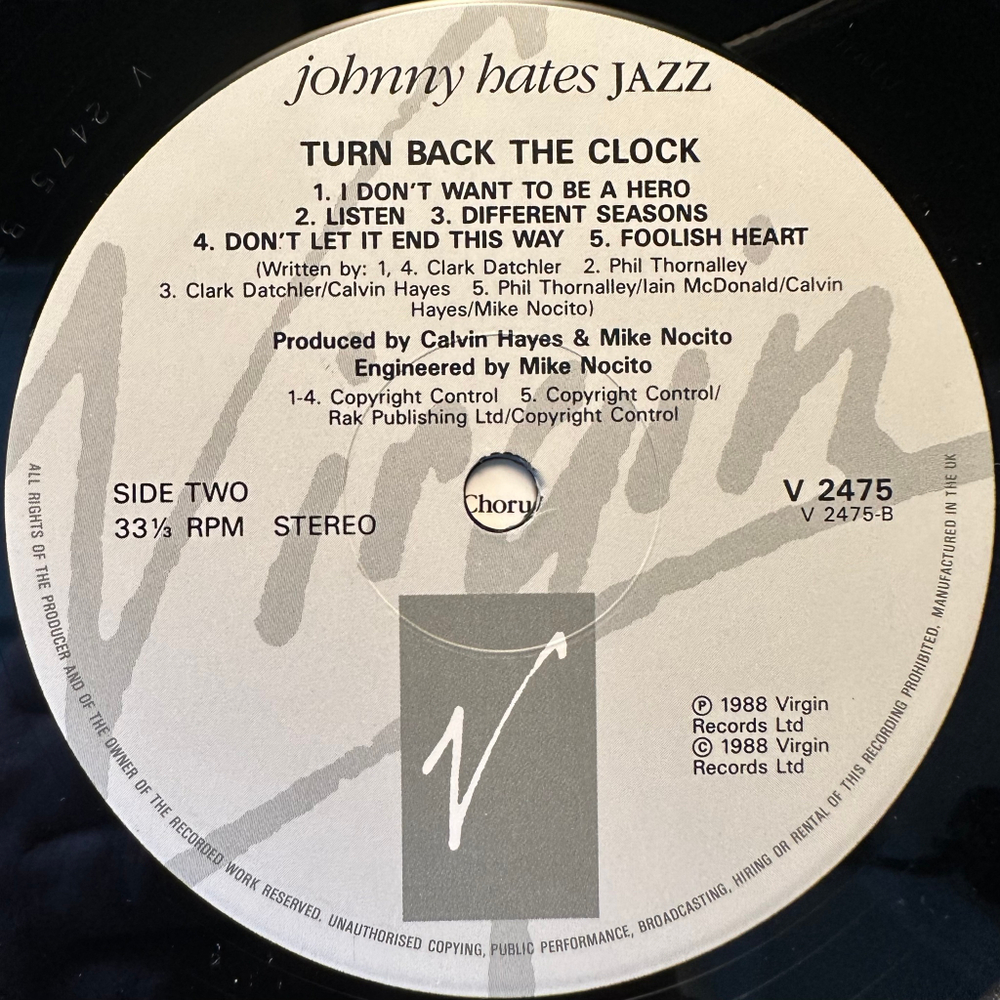 johnny hates JAZZ
TURN BACK THE CLOCK
1. I DON'T WANT TO BE A HERO
2. LISTEN 3. DIFFERENT SEASONS
4. DON'T LET IT END THIS WAY 5. FOOLISH HEART
(Written by: 1, 4. Clark Datchler 2. Phil Thornalley
3. Clark Datchler/Calvin Hayes 5. Phil Thornalley/Iain McDonald/Calvin
Hayes/Mike Nocito)
Produced by Calvin Hayes & Mike Nocito
Engineered by Mike Nocito
1-4. Copyright Control 5. Copyright Control/
Rak Publishing Ltd/Copyright Control
Virgin
Choru
SIDE TWO
33⅓ RPM STEREO
V 2475
V 2475-B
℗ 1988 Virgin
Records Ltd
© 1988 Virgin
Records Ltd
ALL RIGHTS OF THE PRODUCER AND OF THE OWNER OF THE RECORDED WORK RESERVED. UNAUTHORISED COPYING, PUBLIC PERFORMANCE, BROADCASTING, HIRING OR RENTAL OF THIS RECORDING PROHIBITED. MANUFACTURED IN THE UK
V 2475 B